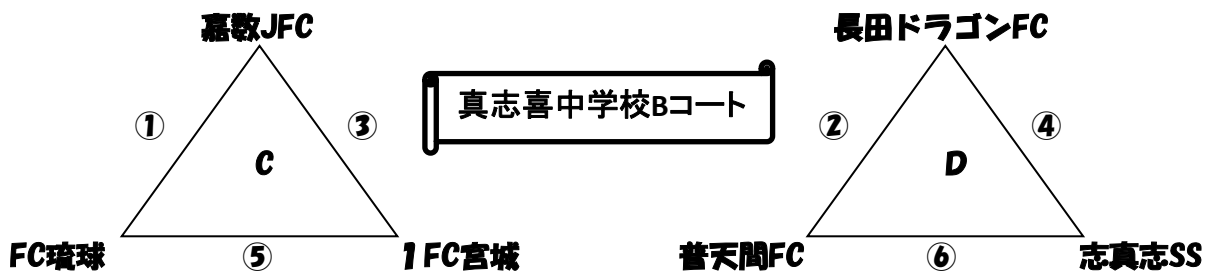 嘉数JFC
長田ドラゴンFC
真志喜中学校Bコート
①
③
②
④
C
D
FC琉球
⑤
1FC宮城
普天間FC
⑥
志真志SS